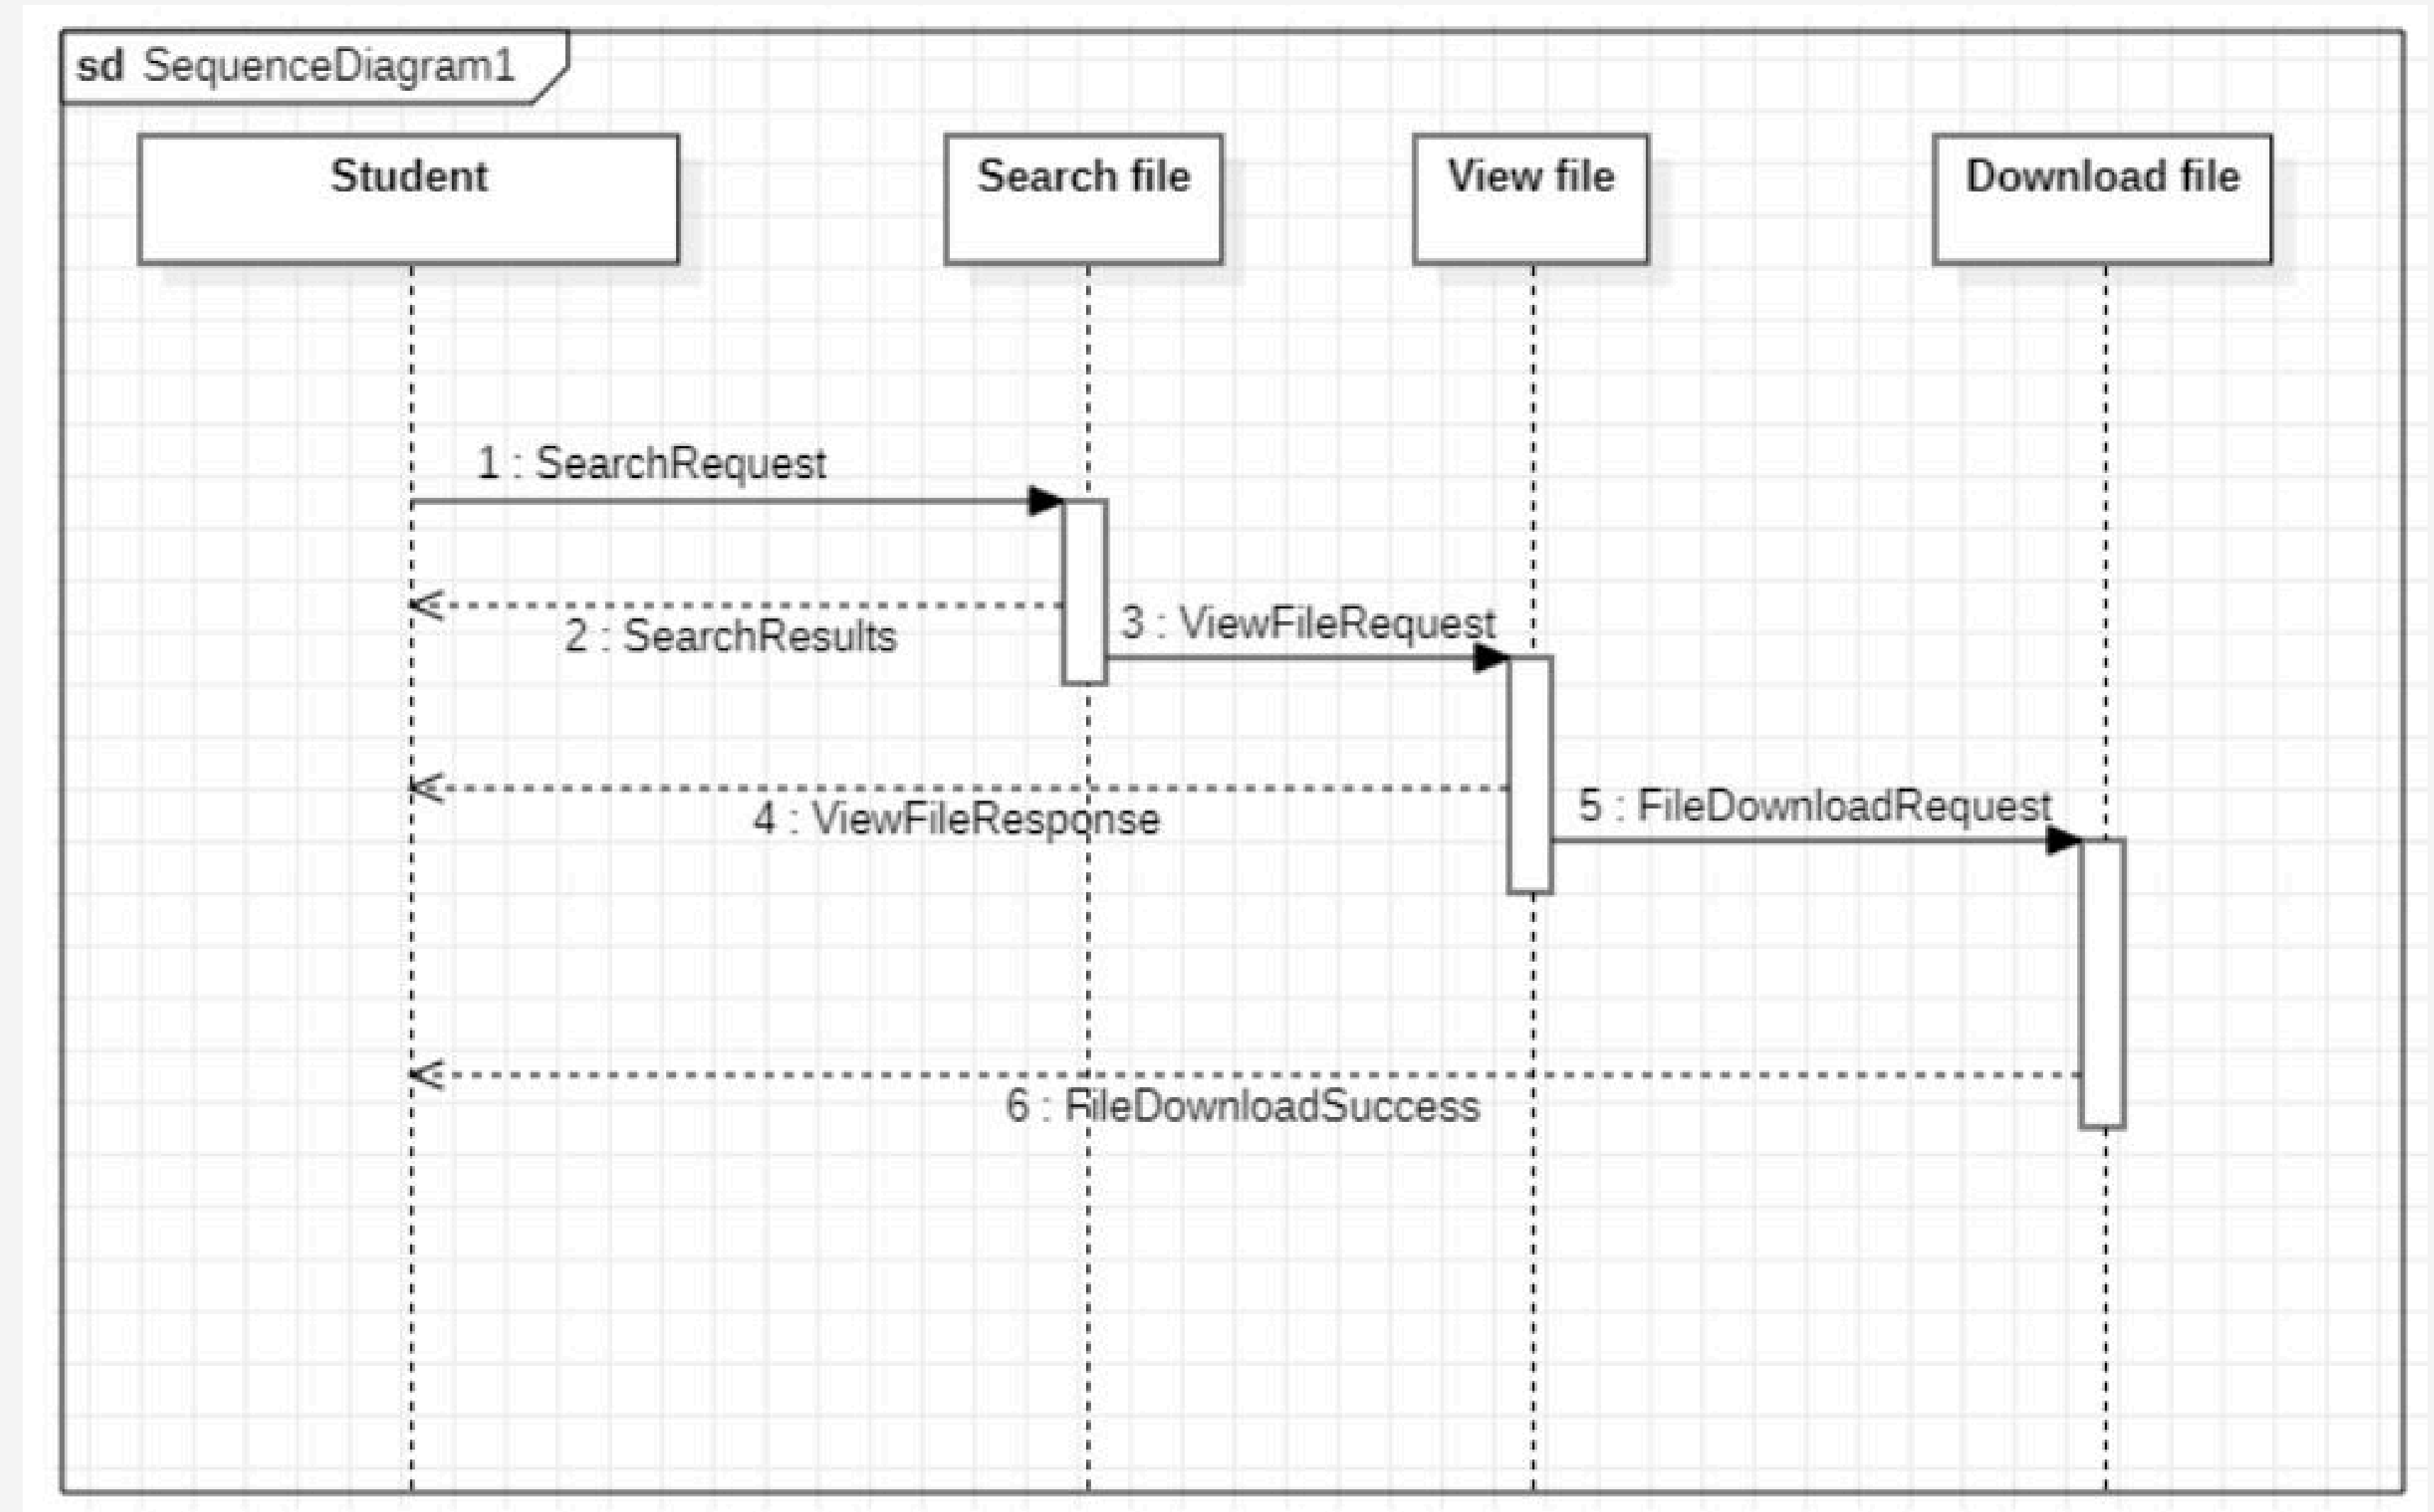 sd SequenceDiagram1
Student
Search file
View file
Download file
1 : SearchRequest
2 : SearchResults
3 : ViewFileRequest
4 : ViewFileResponse
5 : FileDownloadRequest
6 : FileDownloadSuccess